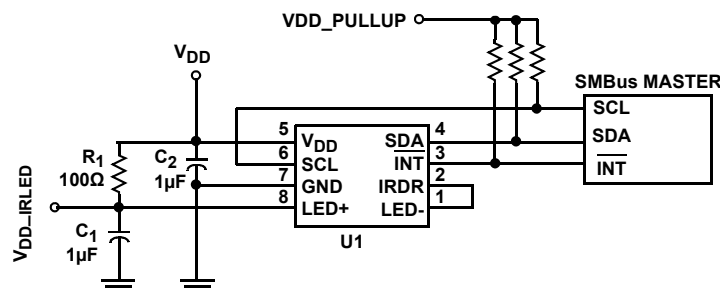 VDD_PULLUP
VDD
SMBus MASTER
SCL
SDA
INT
5 VDD SDA 4
6 SCL INT 3
7 GND IRDR 2
8 LED+ LED- 1
U1
R1
100Ω
C2
1μF
VDD_IRLED
C1
1μF